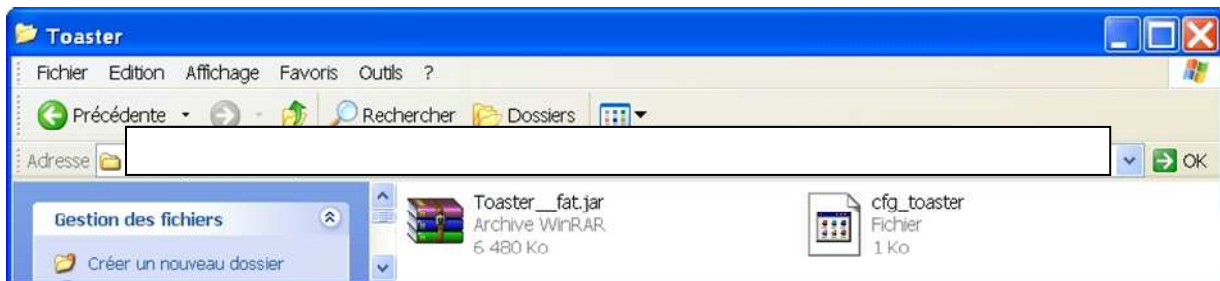 Toaster
Fichier Edition Affichage Favoris Outils ?
Précédente Rechercher Dossiers
Adresse OK
Gestion des fichiers
Créer un nouveau dossier
Toaster__fat.jar
Archive WinRAR
6 480 Ko
cfg_toaster
Fichier
1 Ko